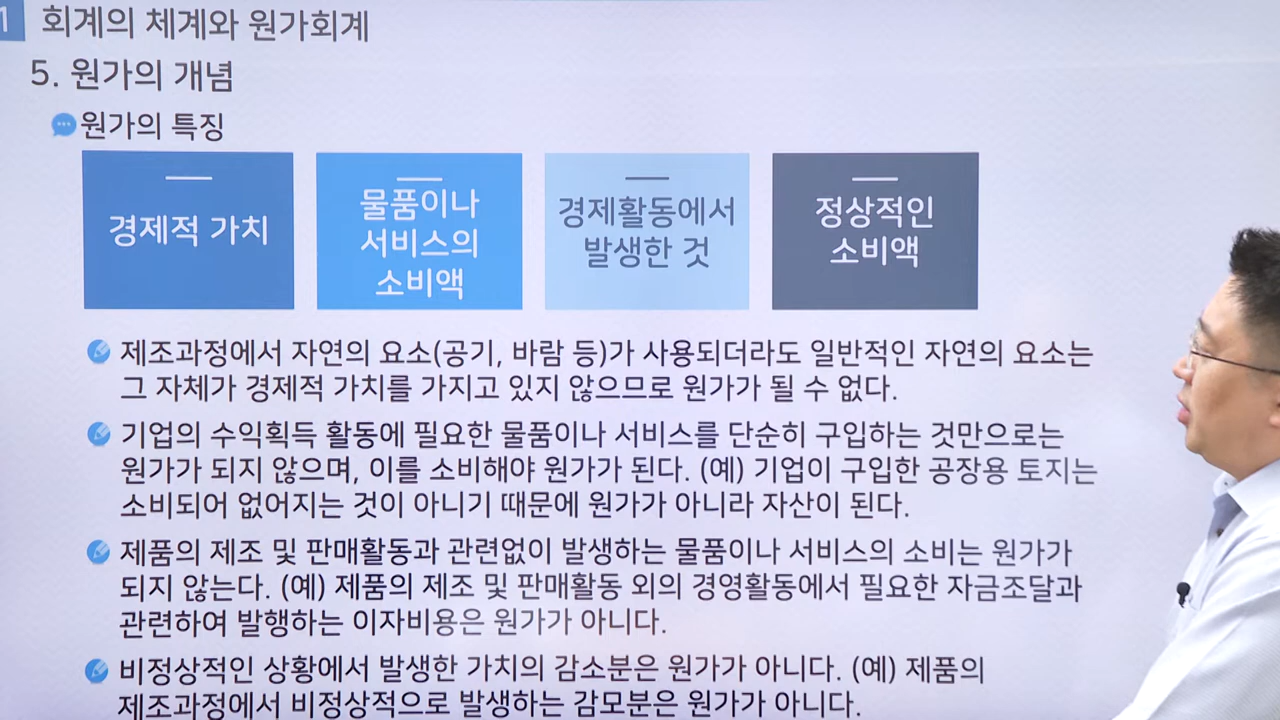 1 회계의 체계와 원가회계
5. 원가의 개념
원가의 특징
경제적 가치
물품이나
서비스의
소비액
경제활동에서
발생한 것
정상적인
소비액
제조과정에서 자연의 요소(공기, 바람 등)가 사용되더라도 일반적인 자연의 요소는
그 자체가 경제적 가치를 가지고 있지 않으므로 원가가 될 수 없다.
기업의 수익획득 활동에 필요한 물품이나 서비스를 단순히 구입하는 것만으로는
원가가 되지 않으며, 이를 소비해야 원가가 된다. (예) 기업이 구입한 공장용 토지는
소비되어 없어지는 것이 아니기 때문에 원가가 아니라 자산이 된다.
제품의 제조 및 판매활동과 관련없이 발생하는 물품이나 서비스의 소비는 원가가
되지 않는다. (예) 제품의 제조 및 판매활동 외의 경영활동에서 필요한 자금조달과
관련하여 발행하는 이자비용은 원가가 아니다.
비정상적인 상황에서 발생한 가치의 감소분은 원가가 아니다. (예) 제품의
제조과정에서 비정상적으로 발생하는 감모분은 원가가 아니다.